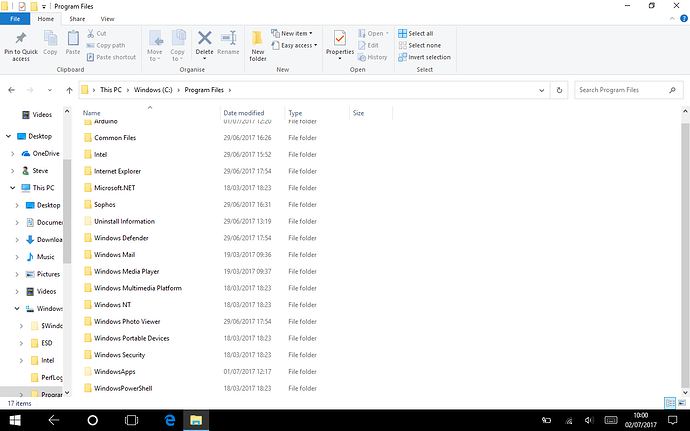 Program Files
File
Home
Share
View
Pin to Quick access
Copy
Paste
Cut
Copy path
Paste shortcut
Clipboard
Move to
Copy to
Delete
Rename
Organise
New folder
New item
Easy access
New
Properties
Open
Edit
History
Open
Select all
Select none
Invert selection
Select
This PC > Windows (C:) > Program Files >
Search Program Files
Name Date modified Type Size
Videos
Desktop
OneDrive
Steve
This PC
Desktop
Docume
Downloa
Music
Pictures
Videos
Windows
$Windo
ESD
Intel
PerfLog
Program
Arduino 01/07/2017 12:20 File folder
Common Files 29/06/2017 16:26 File folder
Intel 29/06/2017 15:52 File folder
Internet Explorer 29/06/2017 17:54 File folder
Microsoft.NET 18/03/2017 18:23 File folder
Sophos 29/06/2017 16:31 File folder
Uninstall Information 29/06/2017 13:19 File folder
Windows Defender 29/06/2017 17:54 File folder
Windows Mail 19/03/2017 09:36 File folder
Windows Media Player 19/03/2017 09:37 File folder
Windows Multimedia Platform 18/03/2017 18:23 File folder
Windows NT 18/03/2017 18:23 File folder
Windows Photo Viewer 29/06/2017 17:54 File folder
Windows Portable Devices 18/03/2017 18:23 File folder
Windows Security 18/03/2017 18:23 File folder
WindowsApps 01/07/2017 12:17 File folder
WindowsPowerShell 18/03/2017 18:23 File folder
17 items
10:00
02/07/2017